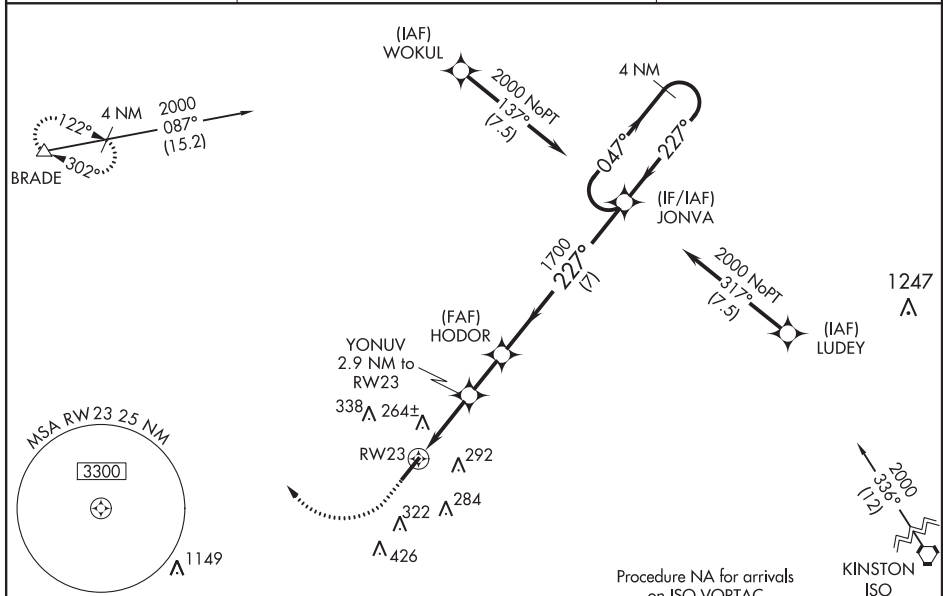 (IAF)
WOKUL
2000 NoPT
137°
(7.5)
4 NM
2000
087°
(15.2)
122°
302°
BRADE
4 NM
047°
227°
(IF/IAF)
JONVA
1700
227°
(7)
2000 NoPT
317°
(7.5)
1247
(IAF)
LUDEY
(FAF)
HODOR
YONUV
2.9 NM to
RW23
338
264±
RW23
292
284
322
426
MSA RW23 25 NM
3300
1149
2000
336°
(12)
KINSTON
ISO
Procedure NA for arrivals
on ISO VORTAC